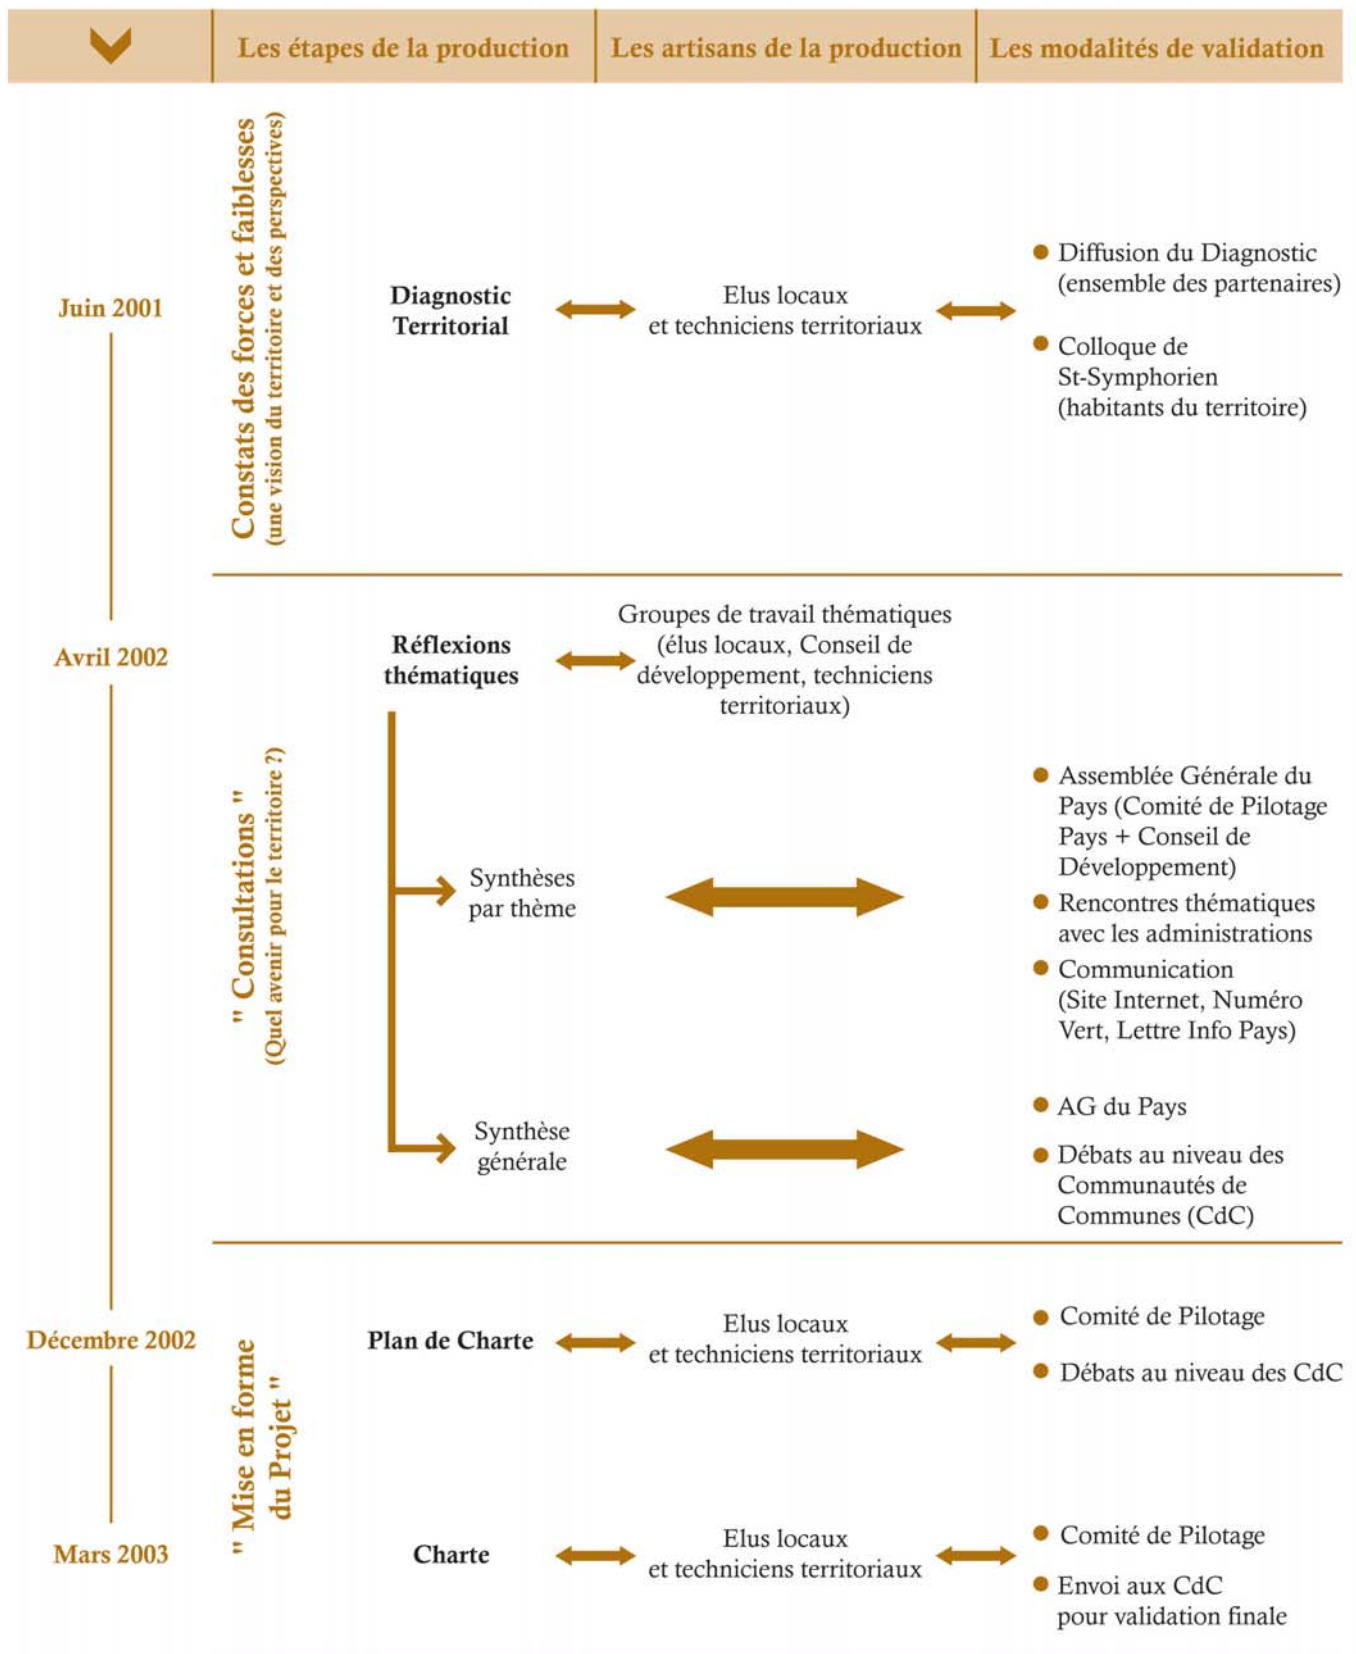 Les étapes de la production
Les artisans de la production
Les modalités de validation
Juin 2001
Constats des forces et faiblesses
(une vision du territoire et des perspectives)
Diagnostic
Territorial
Elus locaux
et techniciens territoriaux
Diffusion du Diagnostic
(ensemble des partenaires)
Colloque de
St-Symphorien
(habitants du territoire)
Avril 2002
" Consultations "
(Quel avenir pour le territoire ?)
Réflexions
thématiques
Groupes de travail thématiques
(élus locaux, Conseil de
développement, techniciens
territoriaux)
Synthèses
par thème
Assemblée Générale du
Pays (Comité de Pilotage
Pays + Conseil de
Développement)
Rencontres thématiques
avec les administrations
Communication
(Site Internet, Numéro
Vert, Lettre Info Pays)
Synthèse
générale
AG du Pays
Débats au niveau des
Communautés de
Communes (CdC)
Décembre 2002
" Mise en forme
du Projet "
Plan de Charte
Elus locaux
et techniciens territoriaux
Comité de Pilotage
Débats au niveau des CdC
Mars 2003
Charte
Elus locaux
et techniciens territoriaux
Comité de Pilotage
Envoi aux CdC
pour validation finale